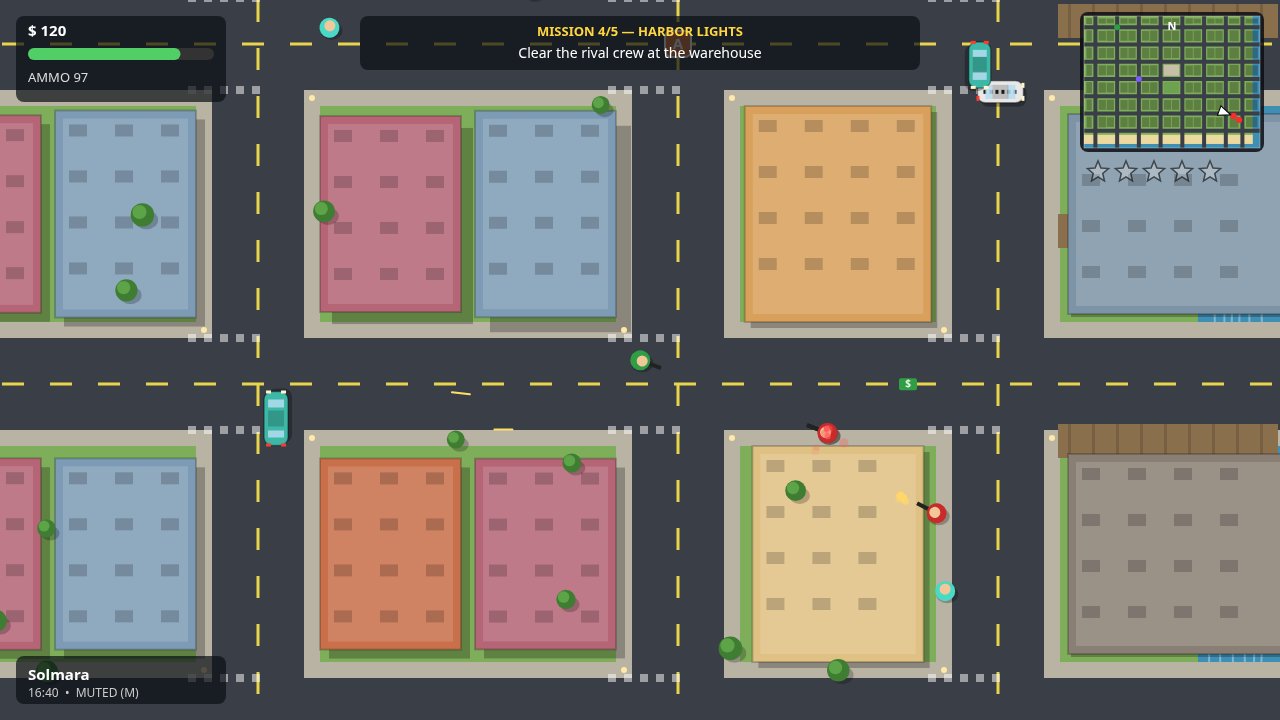 $ 120
AMMO 97
MISSION 4/5 — HARBOR LIGHTS
Clear the rival crew at the warehouse
N
$
Solmara
16:40 • MUTED (M)